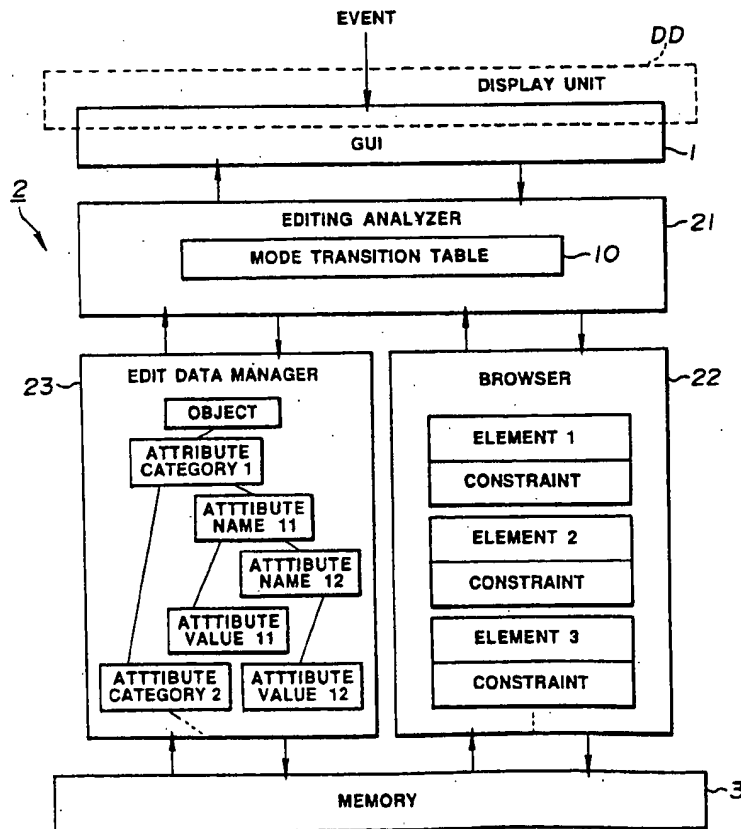 EVENT
DD
DISPLAY UNIT
GUI
1
2
EDITING ANALYZER
21
MODE TRANSITION TABLE
10
23
EDIT DATA MANAGER
OBJECT
ATTRIBUTE
CATEGORY 1
ATTTIBUTE
NAME 11
ATTTIBUTE
NAME 12
ATTTIBUTE
VALUE 11
ATTTIBUTE
CATEGORY 2
ATTTIBUTE
VALUE 12
BROWSER
22
ELEMENT 1
CONSTRAINT
ELEMENT 2
CONSTRAINT
ELEMENT 3
CONSTRAINT
MEMORY
3